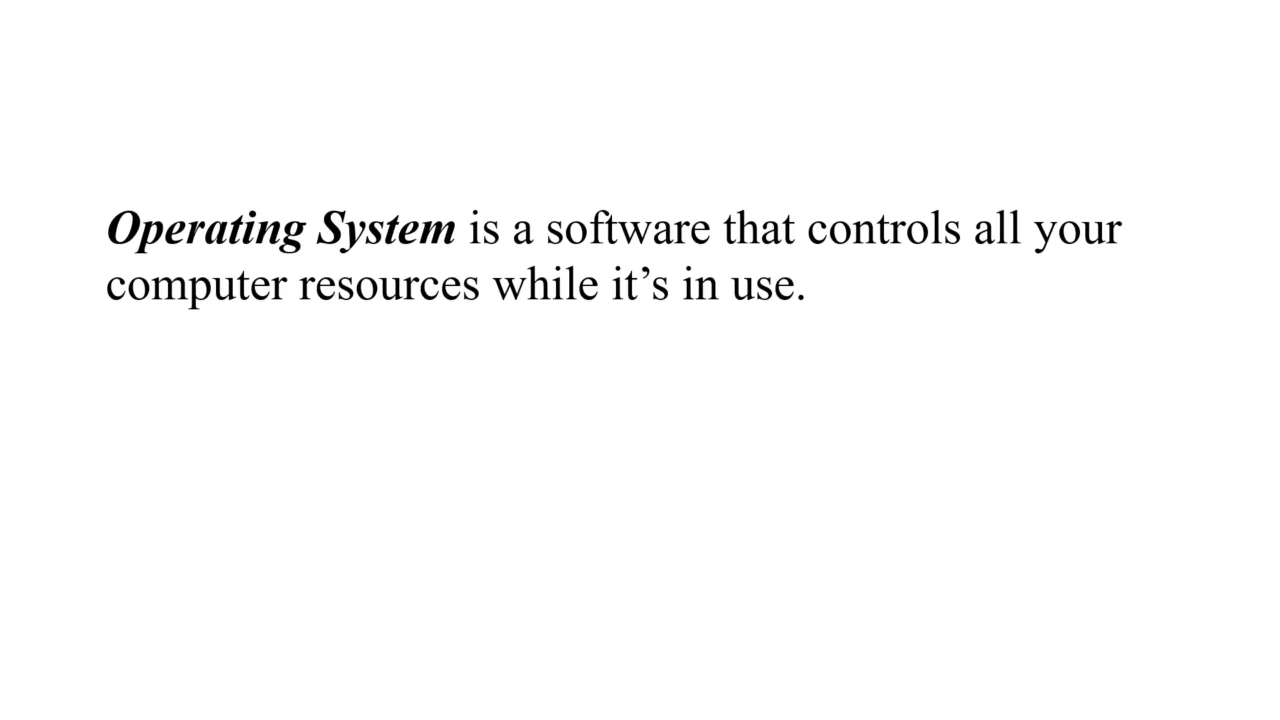 Operating System is a software that controls all your
computer resources while it’s in use.